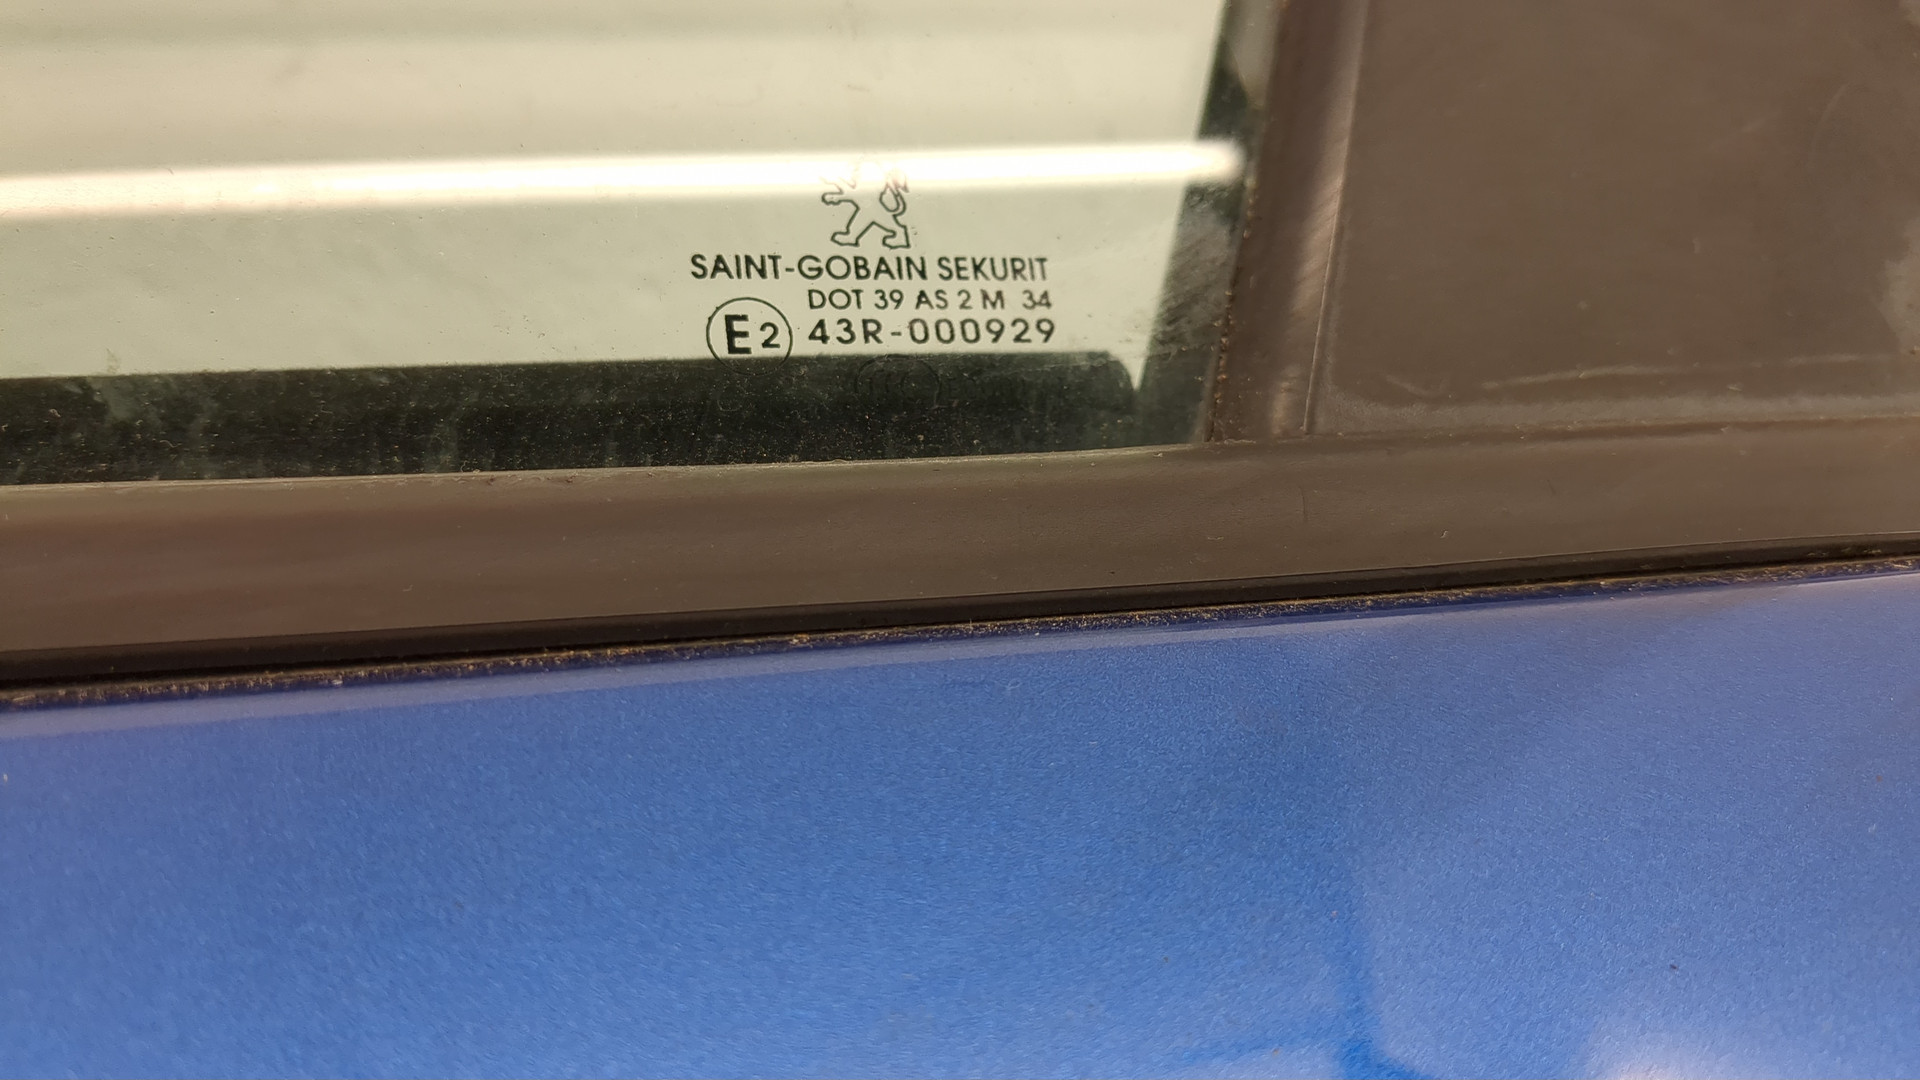 SAINT-GOBAIN SEKURIT
DOT 39 AS 2 M 34
E2 43R-000929